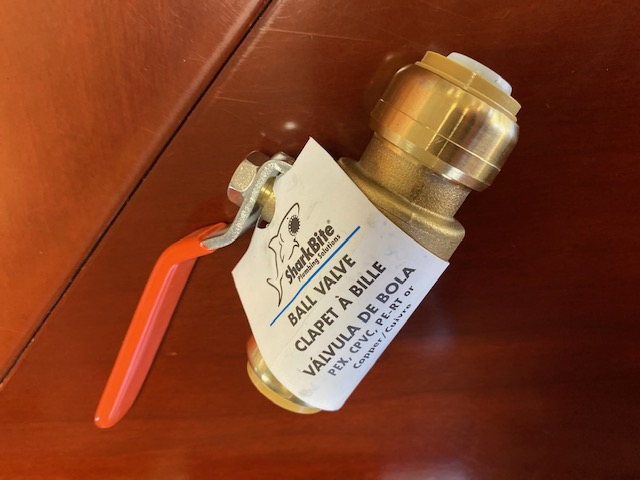 SharkBite®
Plumbing Solutions
BALL VALVE
CLAPET À BILLE
VÁLVULA DE BOLA
PEX, CPVC, PE-RT or
Copper/Cuivre